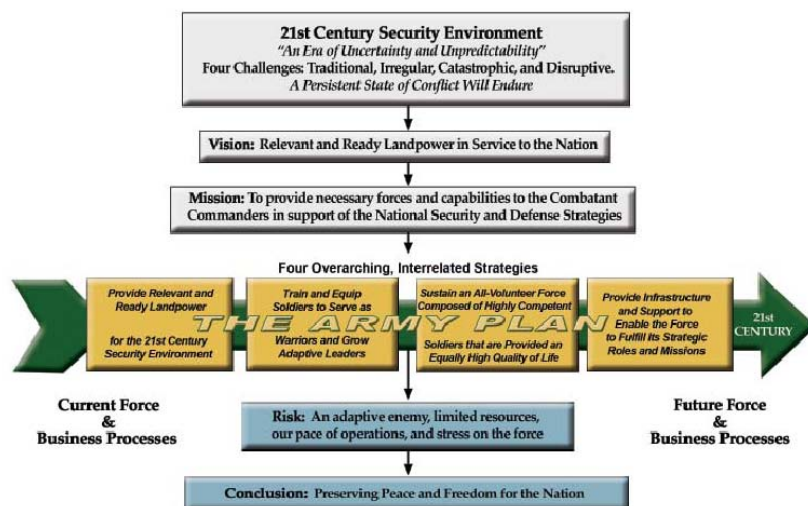 21st Century Security Environment
“An Era of Uncertainty and Unpredictability”
Four Challenges: Traditional, Irregular, Catastrophic, and Disruptive.
A Persistent State of Conflict Will Endure
Vision: Relevant and Ready Landpower in Service to the Nation
Mission: To provide necessary forces and capabilities to the Combatant
Commanders in support of the National Security and Defense Strategies
Four Overarching, Interrelated Strategies
Provide Relevant and
Ready Landpower
for the 21st Century
Security Environment
Train and Equip
Soldiers to Serve as
Warriors and Grow
Adaptive Leaders
Sustain an All-Volunteer Force
Composed of Highly Competent
Soldiers that are Provided an
Equally High Quality of Life
Provide Infrastructure
and Support to
Enable the Force
to Fulfill its Strategic
Roles and Missions
THE ARMY PLAN
21st
CENTURY
Current Force
&
Business Processes
Future Force
&
Business Processes
Risk: An adaptive enemy, limited resources,
our pace of operations, and stress on the force
Conclusion: Preserving Peace and Freedom for the Nation